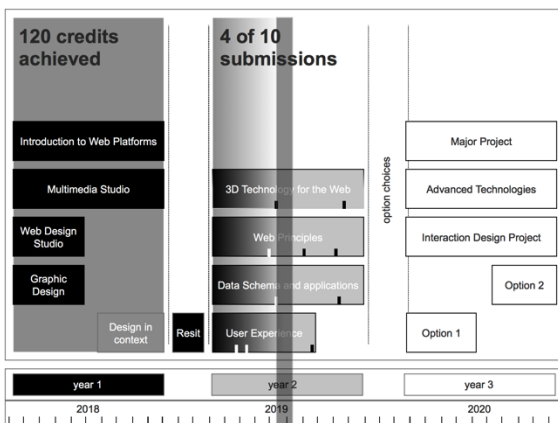 120 credits
achieved
4 of 10
submissions
Introduction to Web Platforms
Multimedia Studio
Web Design
Studio
Graphic
Design
Design in
context
Resit
3D Technology for the Web
Web Principles
Data Schema and applications
User Experience
option choices
Major Project
Advanced Technologies
Interaction Design Project
Option 2
Option 1
year 1
year 2
year 3
2018
2019
2020